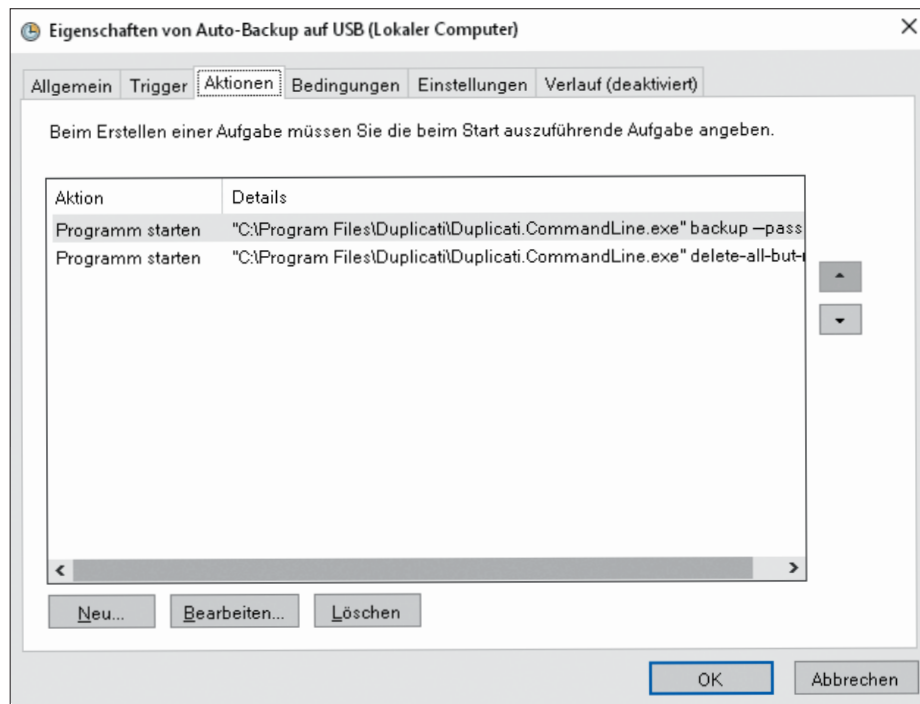 Eigenschaften von Auto-Backup auf USB (Lokaler Computer)
Allgemein Trigger Aktionen Bedingungen Einstellungen Verlauf (deaktiviert)
Beim Erstellen einer Aufgabe müssen Sie die beim Start auszuführende Aufgabe angeben.
Aktion Details
Programm starten "C:\Program Files\Duplicati\Duplicati.CommandLine.exe" backup —pass
Programm starten "C:\Program Files\Duplicati\Duplicati.CommandLine.exe" delete-all-but-
Neu... Bearbeiten... Löschen
OK Abbrechen